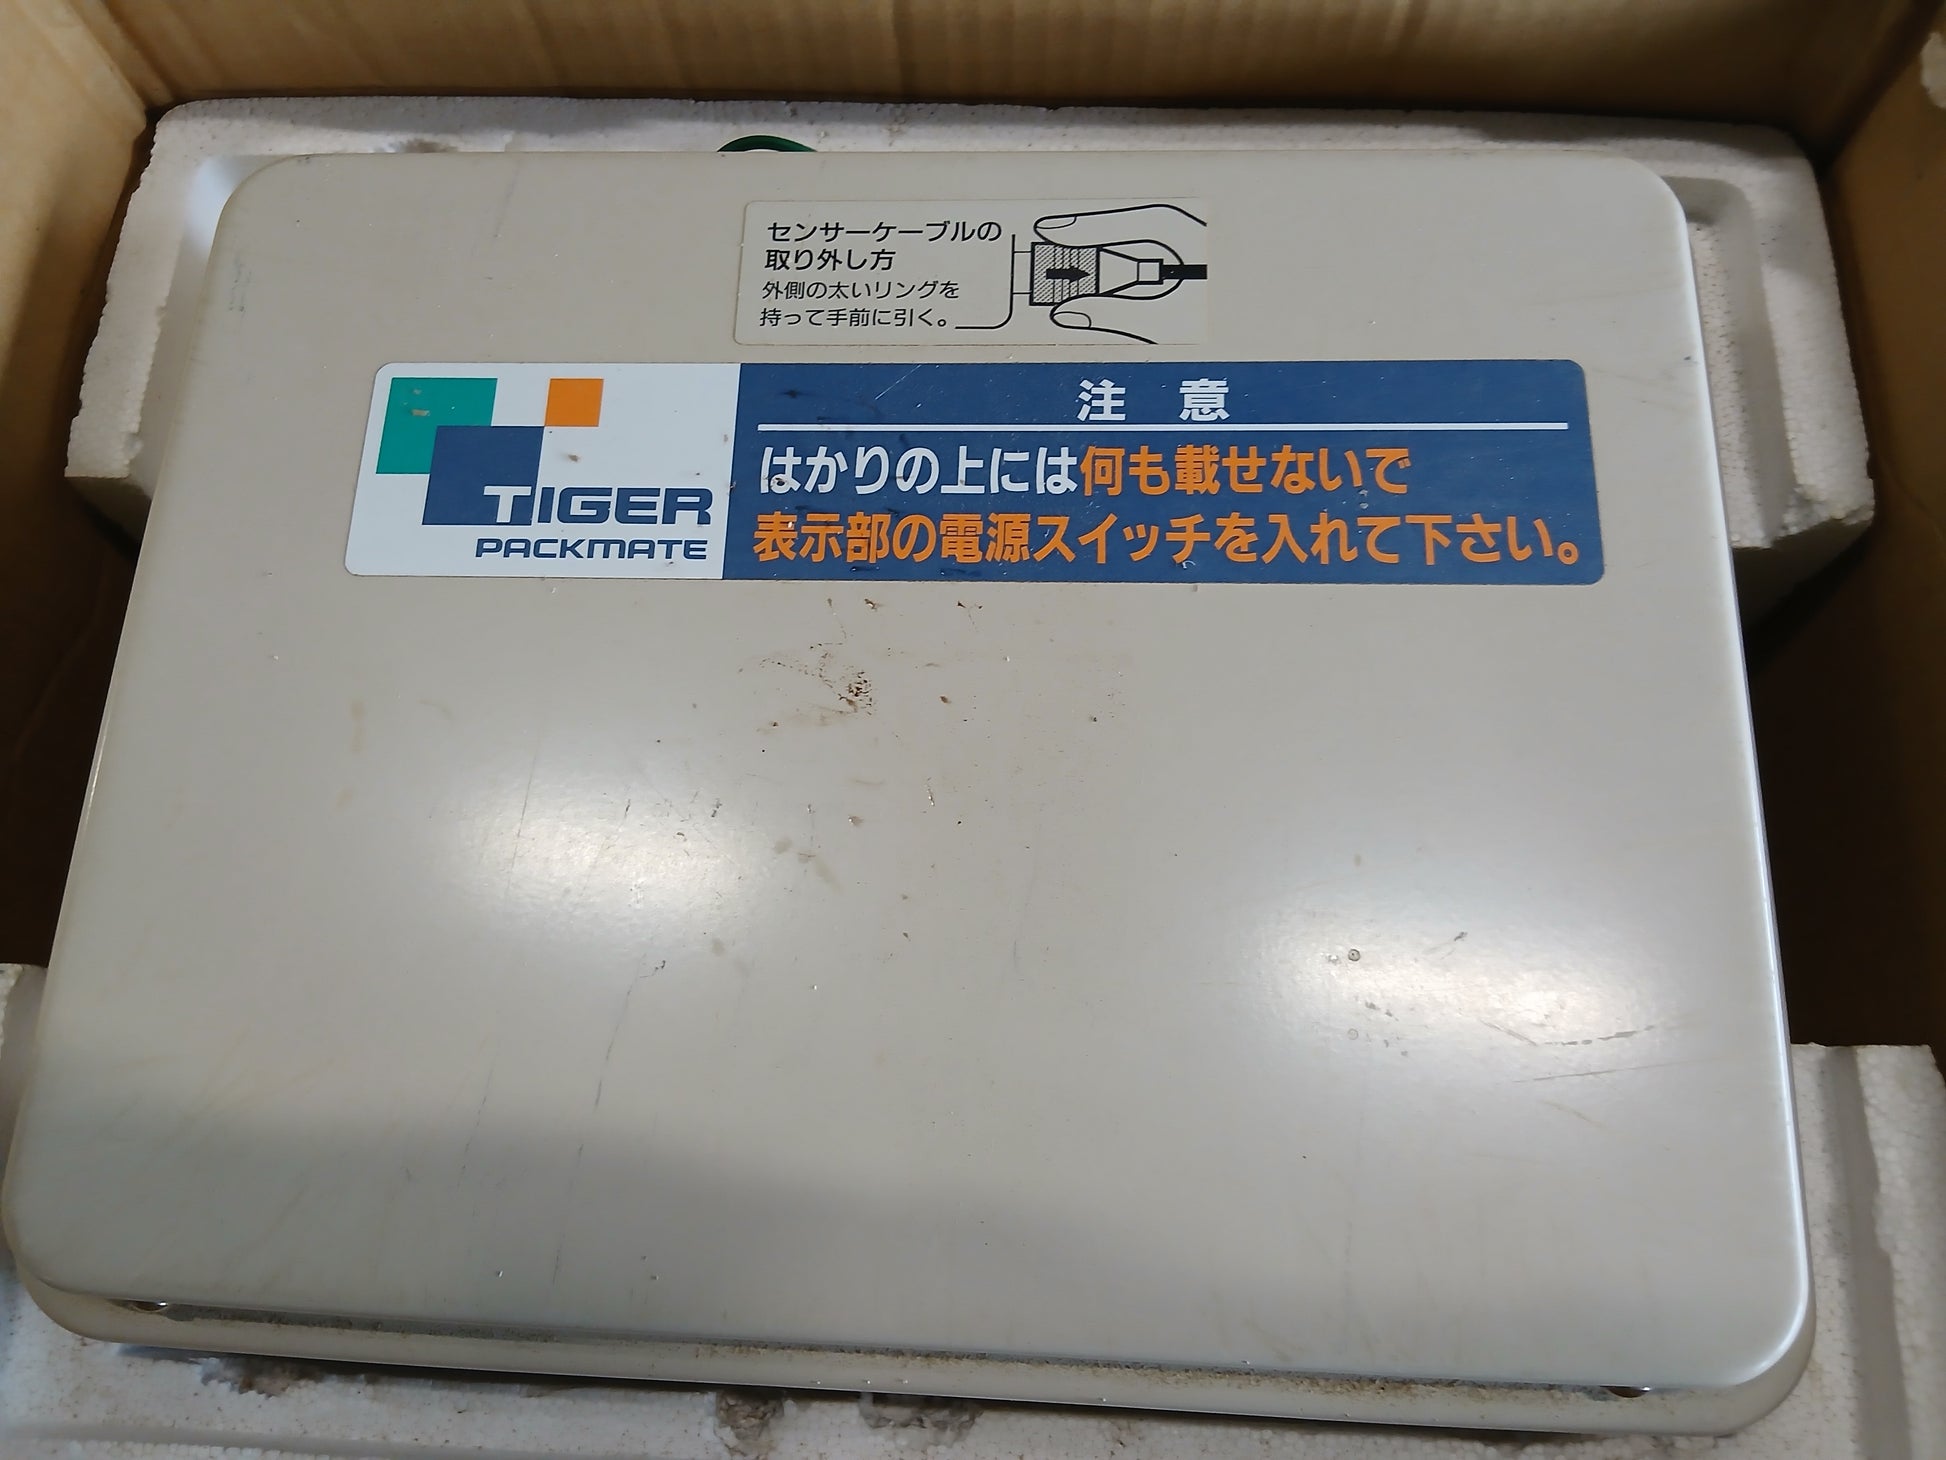 センサーケーブルの
取り外し方
外側の太いリングを
持って手前に引く。
TIGER
PACKMATE
注 意
はかりの上には何も載せないで
表示部の電源スイッチを入れて下さい。